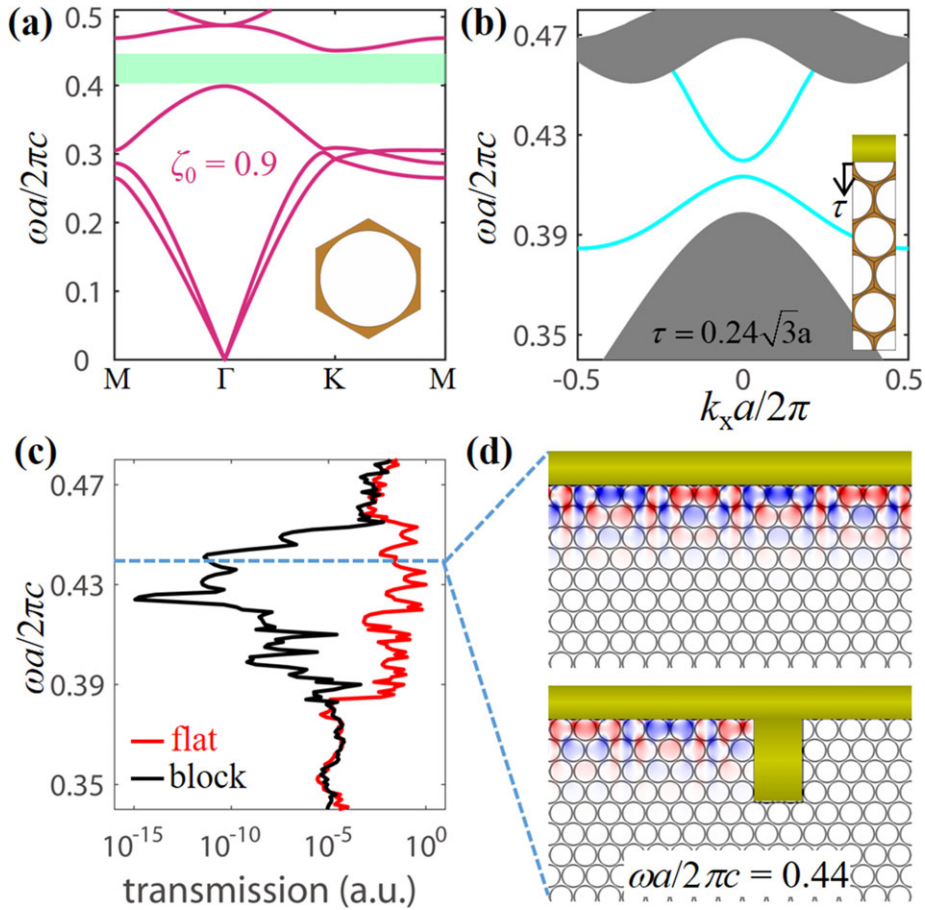 (a)
0.5
0.4
0.3
0.2
0.1
0
ωa/2πc
ζ₀ = 0.9
M Γ K M
(b)
0.47
0.43
0.39
0.35
ωa/2πc
τ
τ = 0.24√3a
-0.5 0 0.5
kₓa/2π
(c)
0.47
0.43
0.39
0.35
ωa/2πc
flat
block
10⁻¹⁵ 10⁻¹⁰ 10⁻⁵ 10⁰
transmission (a.u.)
(d)
ωa/2πc = 0.44